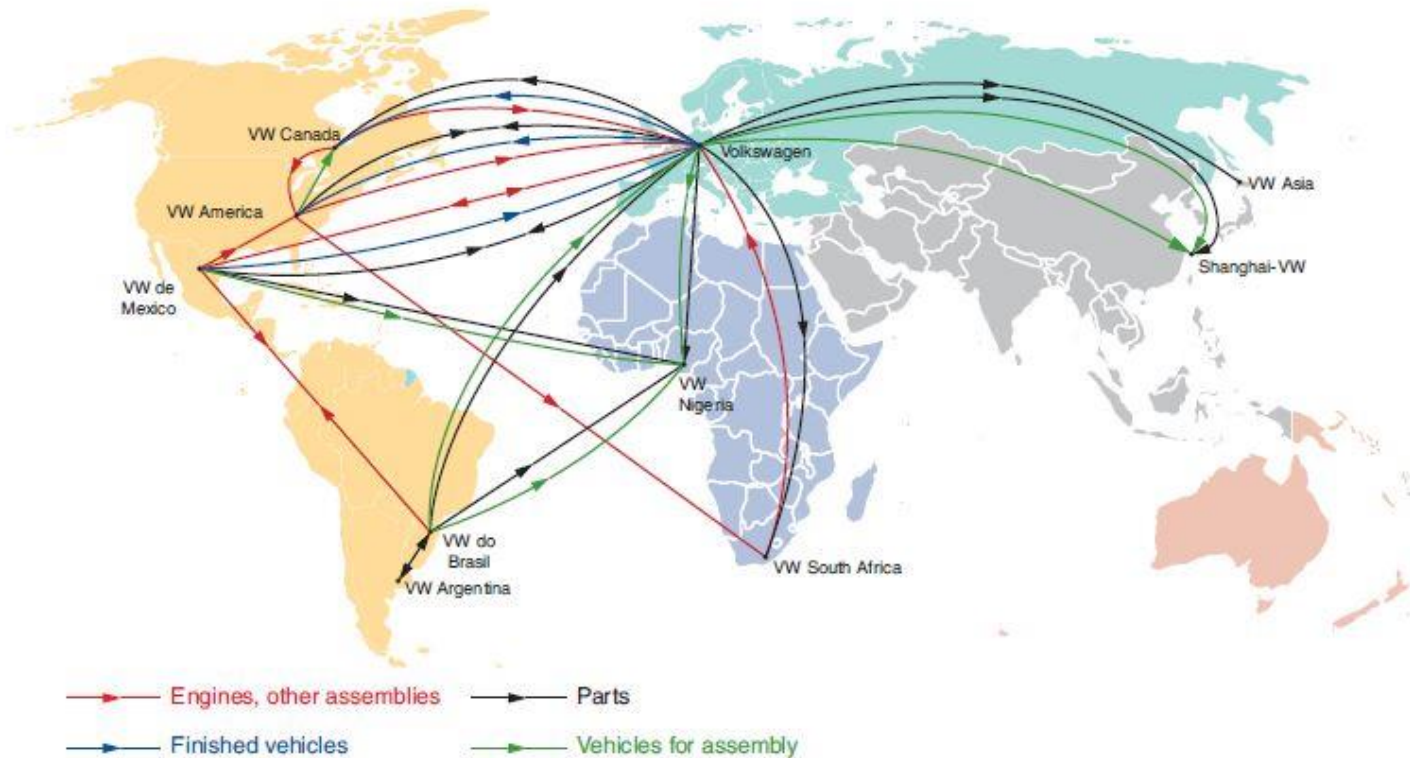 VW Canada
Volkswagen
VW Asia
VW America
Shanghai-VW
VW de
Mexico
VW
Nigeria
VW do
Brasil
VW South Africa
VW Argentina
Engines, other assemblies
Parts
Finished vehicles
Vehicles for assembly